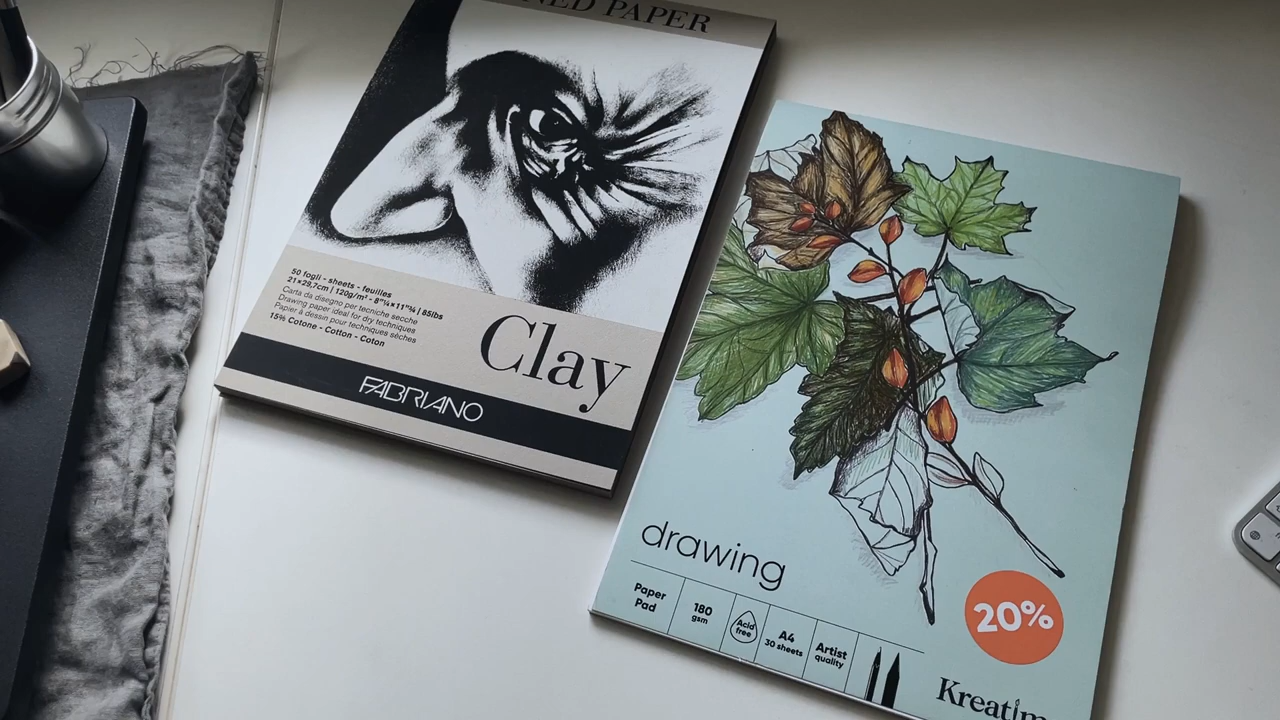 NED PAPER
50 fogli - sheets - feuilles
21×29,7cm | 120g/m² - 8"¼×11"¾ | 85lbs
Carta da disegno per tecniche secche
Drawing paper ideal for dry techniques
Papier à dessin pour techniques sèches
15% Cotone - Cotton - Coton
Clay
FABRIANO
drawing
Paper
Pad
180
gsm
Acid
free
A4
30 sheets
Artist
quality
20%
Kreatim